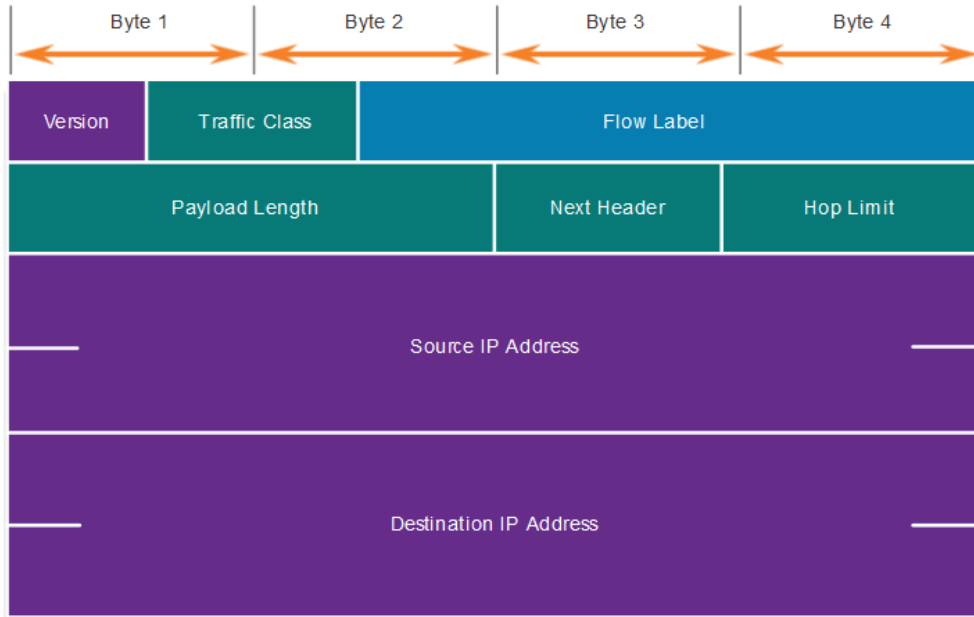 Byte 1 Byte 2 Byte 3 Byte 4
Version Traffic Class Flow Label
Payload Length Next Header Hop Limit
Source IP Address
Destination IP Address